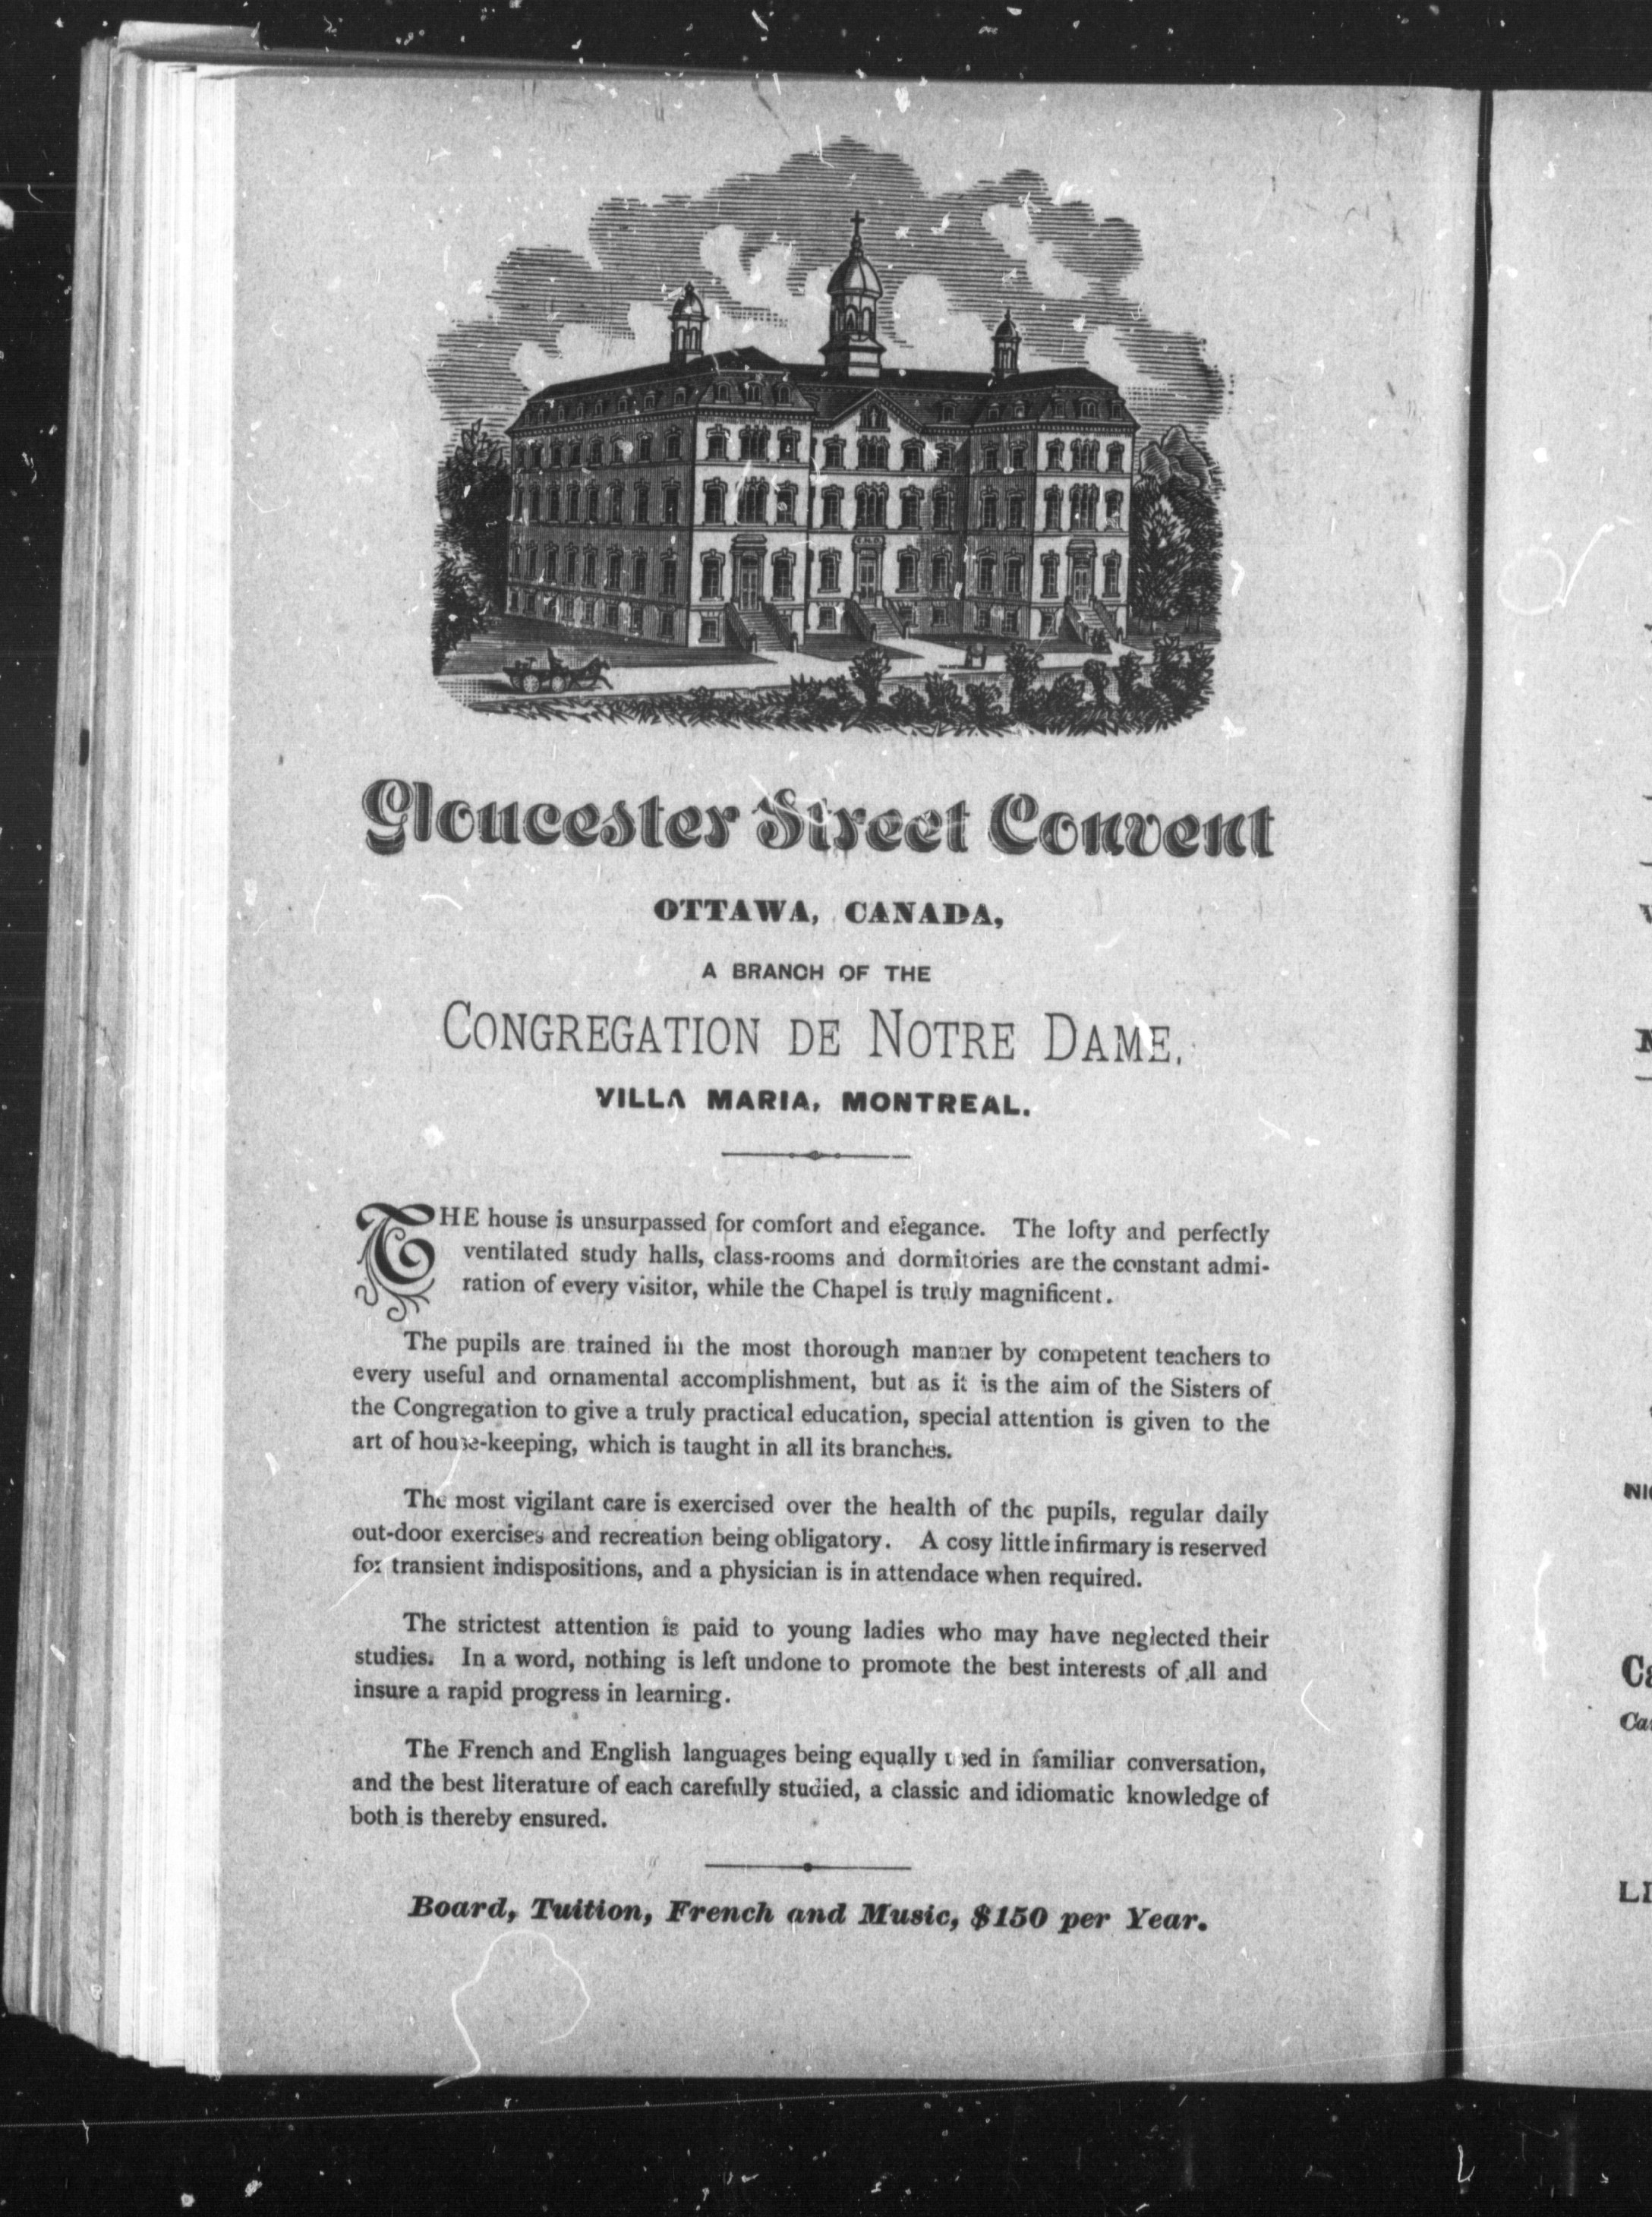 Gloucester Street Convent
OTTAWA, CANADA,
A BRANCH OF THE
CONGREGATION DE NOTRE DAME,
VILLA MARIA, MONTREAL.
THE house is unsurpassed for comfort and elegance. The lofty and perfectly
ventilated study halls, class-rooms and dormitories are the constant admi-
ration of every visitor, while the Chapel is truly magnificent.
The pupils are trained in the most thorough manner by competent teachers to
every useful and ornamental accomplishment, but as it is the aim of the Sisters of
the Congregation to give a truly practical education, special attention is given to the
art of house-keeping, which is taught in all its branches.
The most vigilant care is exercised over the health of the pupils, regular daily
out-door exercises and recreation being obligatory. A cosy little infirmary is reserved
for transient indispositions, and a physician is in attendace when required.
The strictest attention is paid to young ladies who may have neglected their
studies. In a word, nothing is left undone to promote the best interests of all and
insure a rapid progress in learning.
The French and English languages being equally used in familiar conversation,
and the best literature of each carefully studied, a classic and idiomatic knowledge of
both is thereby ensured.
Board, Tuition, French and Music, $150 per Year.